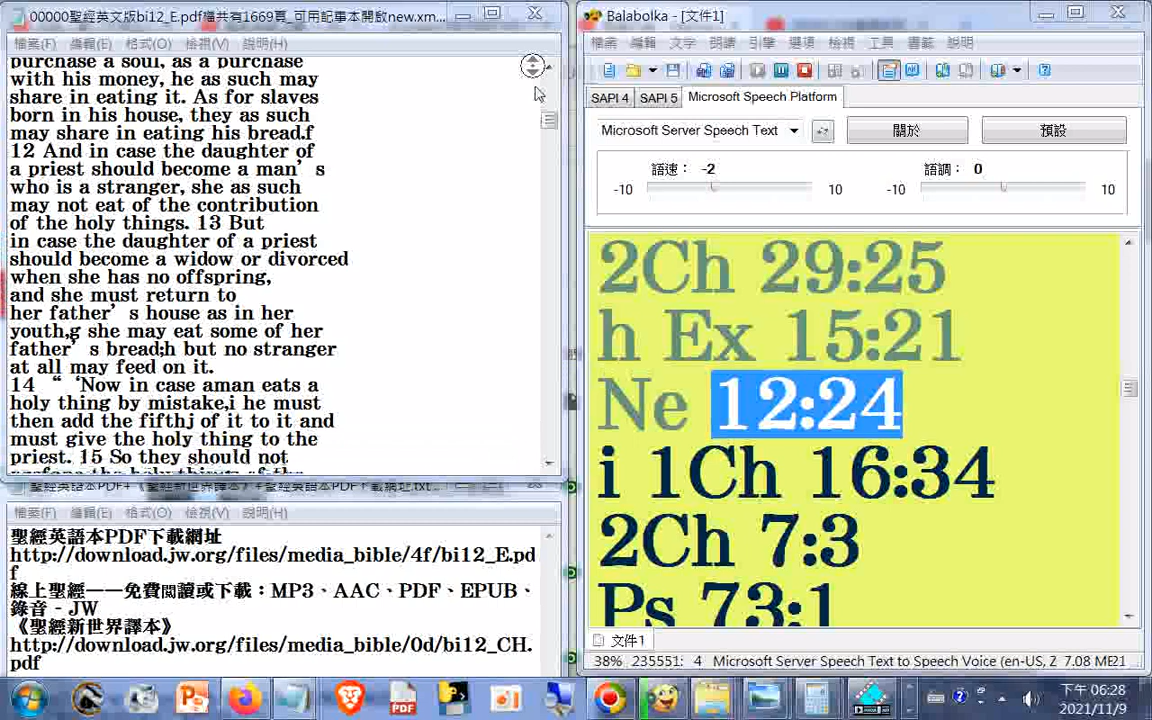 00000聖經英文版bi12_E.pdf檔共有1669頁_可用記事本開啟new.xm...
檔案(F) 編輯(E) 格式(O) 檢視(V) 說明(H)
purchase a soul, as a purchase
with his money, he as such may
share in eating it. As for slaves
born in his house, they as such
may share in eating his bread.f
12 And in case the daughter of
a priest should become a man’s
who is a stranger, she as such
may not eat of the contribution
of the holy things. 13 But
in case the daughter of a priest
should become a widow or divorced
when she has no offspring,
and she must return to
her father’s house as in her
youth,g she may eat some of her
father’s bread;h but no stranger
at all may feed on it.
14 “‘Now in case aman eats a
holy thing by mistake,i he must
then add the fifthj of it to it and
must give the holy thing to the
priest. 15 So they should not
profane the holy things of the
聖經英語本PDF+《聖經新世界譯本》+聖經英語本PDF下載網址.txt...
檔案(F) 編輯(E) 格式(O) 檢視(V) 說明(H)
聖經英語本PDF下載網址
http://download.jw.org/files/media_bible/4f/bi12_E.pd
f
線上聖經——免費閱讀或下載：MP3、AAC、PDF、EPUB、
錄音 - JW
《聖經新世界譯本》
http://download.jw.org/files/media_bible/0d/bi12_CH.
pdf
Balabolka - [文件1]
檔案 編輯 文字 朗讀 引擎 選項 檢視 工具 書籤 說明
SAPI 4 SAPI 5 Microsoft Speech Platform
Microsoft Server Speech Text 關於 預設
語速： -2 語調： 0
-10 10 -10 10
2Ch 29:25
h Ex 15:21
Ne 12:24
i 1Ch 16:34
2Ch 7:3
Ps 73:1
文件1
38% 235551: 4 Microsoft Server Speech Text to Speech Voice (en-US, Z 7.08 ME21
PDF
下午 06:28
2021/11/9